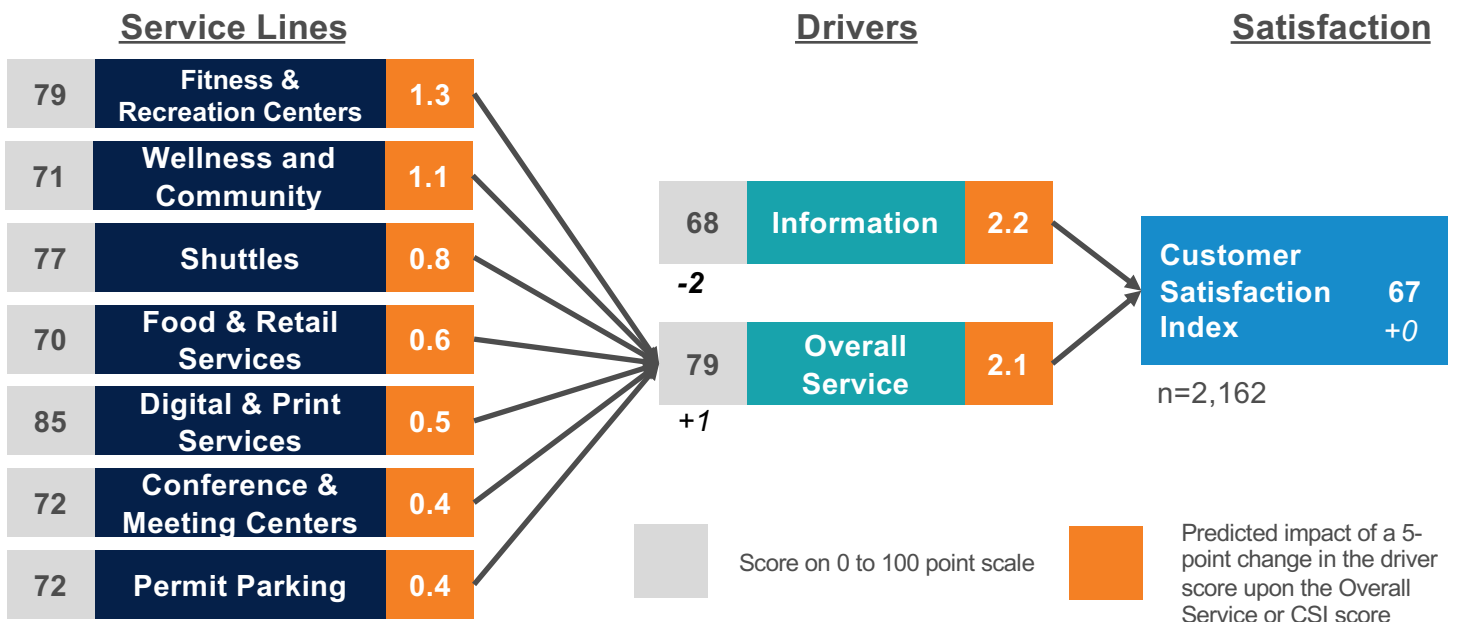 Service Lines
Drivers
Satisfaction
79
Fitness &
Recreation Centers
1.3
71
Wellness and
Community
1.1
77
Shuttles
0.8
70
Food & Retail
Services
0.6
85
Digital & Print
Services
0.5
72
Conference &
Meeting Centers
0.4
72
Permit Parking
0.4
68
Information
2.2
-2
79
Overall
Service
2.1
+1
Customer
Satisfaction
Index
67
+0
n=2,162
Score on 0 to 100 point scale
Predicted impact of a 5-
point change in the driver
score upon the Overall
Service or CSI score